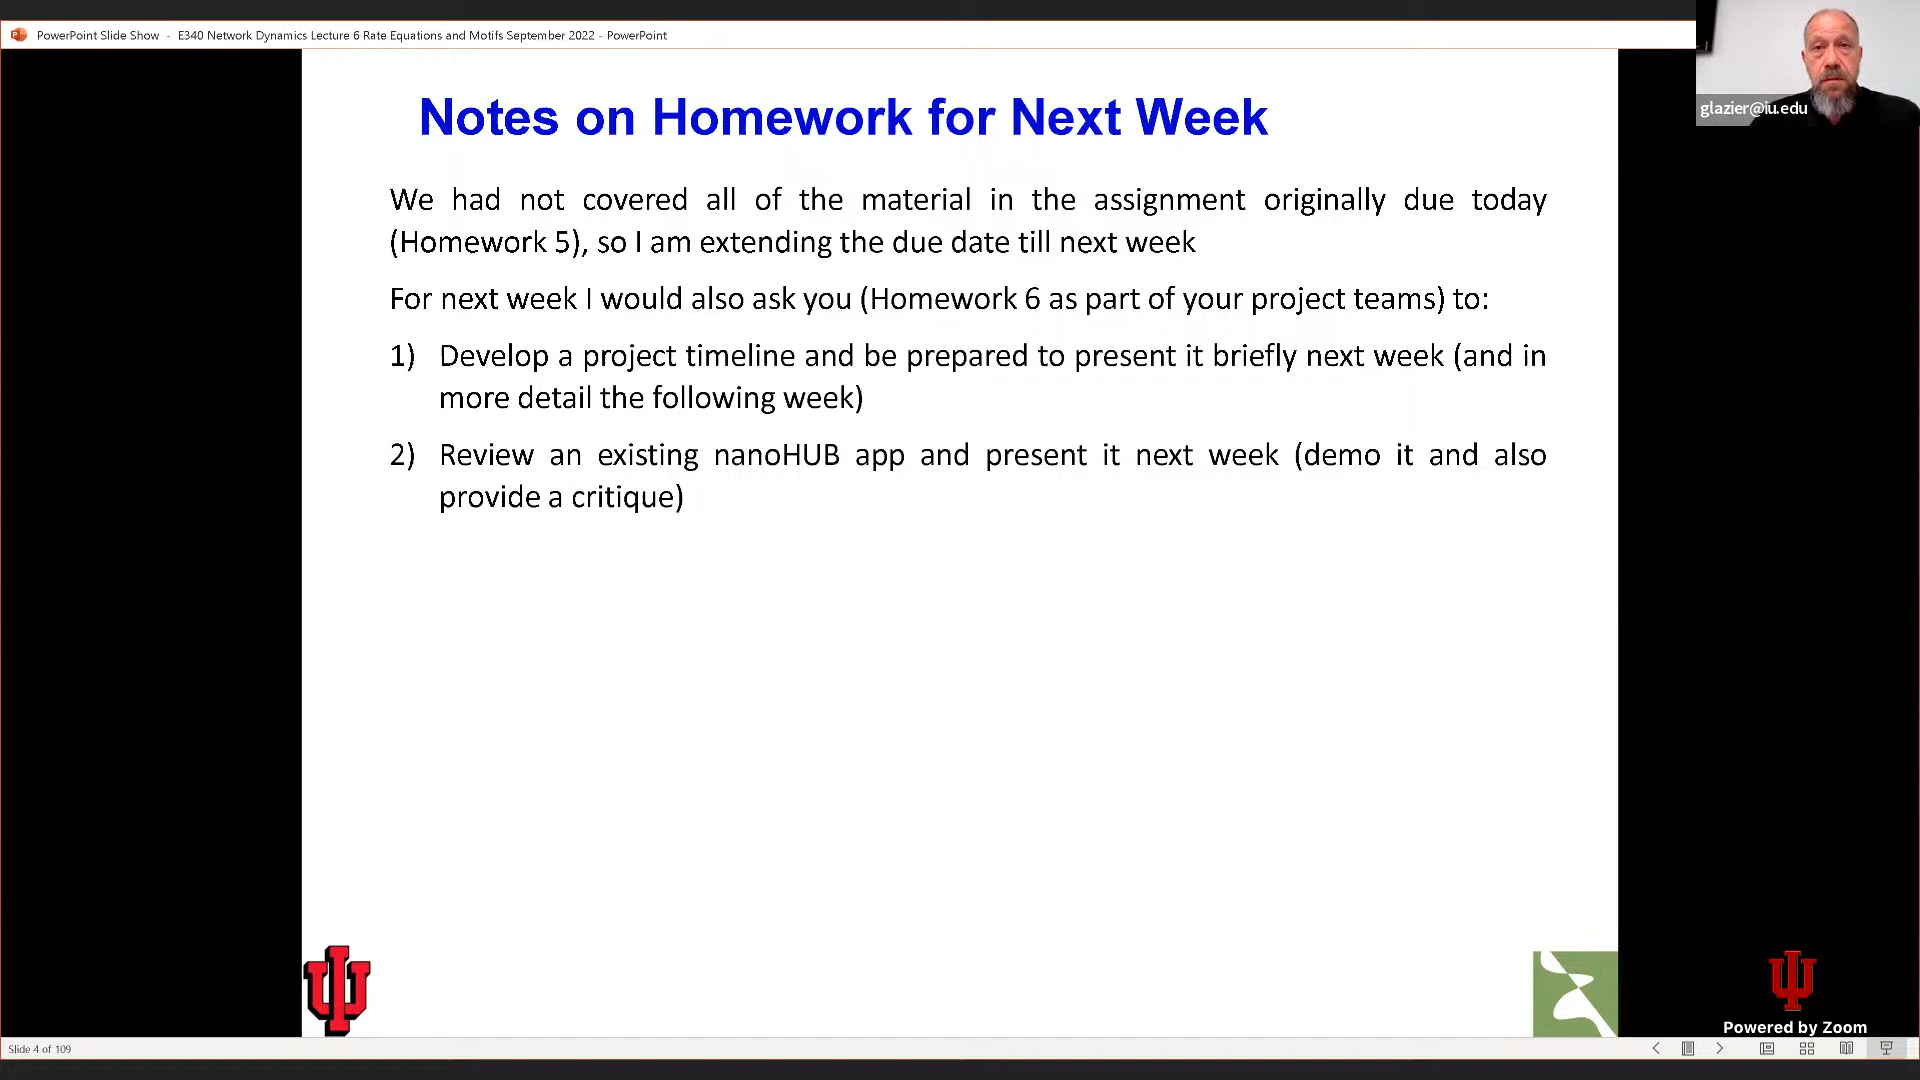 PowerPoint Slide Show - E340 Network Dynamics Lecture 6 Rate Equations and Motifs September 2022 - PowerPoint
glazier@iu.edu
Notes on Homework for Next Week
We had not covered all of the material in the assignment originally due today
(Homework 5), so I am extending the due date till next week
For next week I would also ask you (Homework 6 as part of your project teams) to:
1) Develop a project timeline and be prepared to present it briefly next week (and in
more detail the following week)
2) Review an existing nanoHUB app and present it next week (demo it and also
provide a critique)
Powered by Zoom
Slide 4 of 109